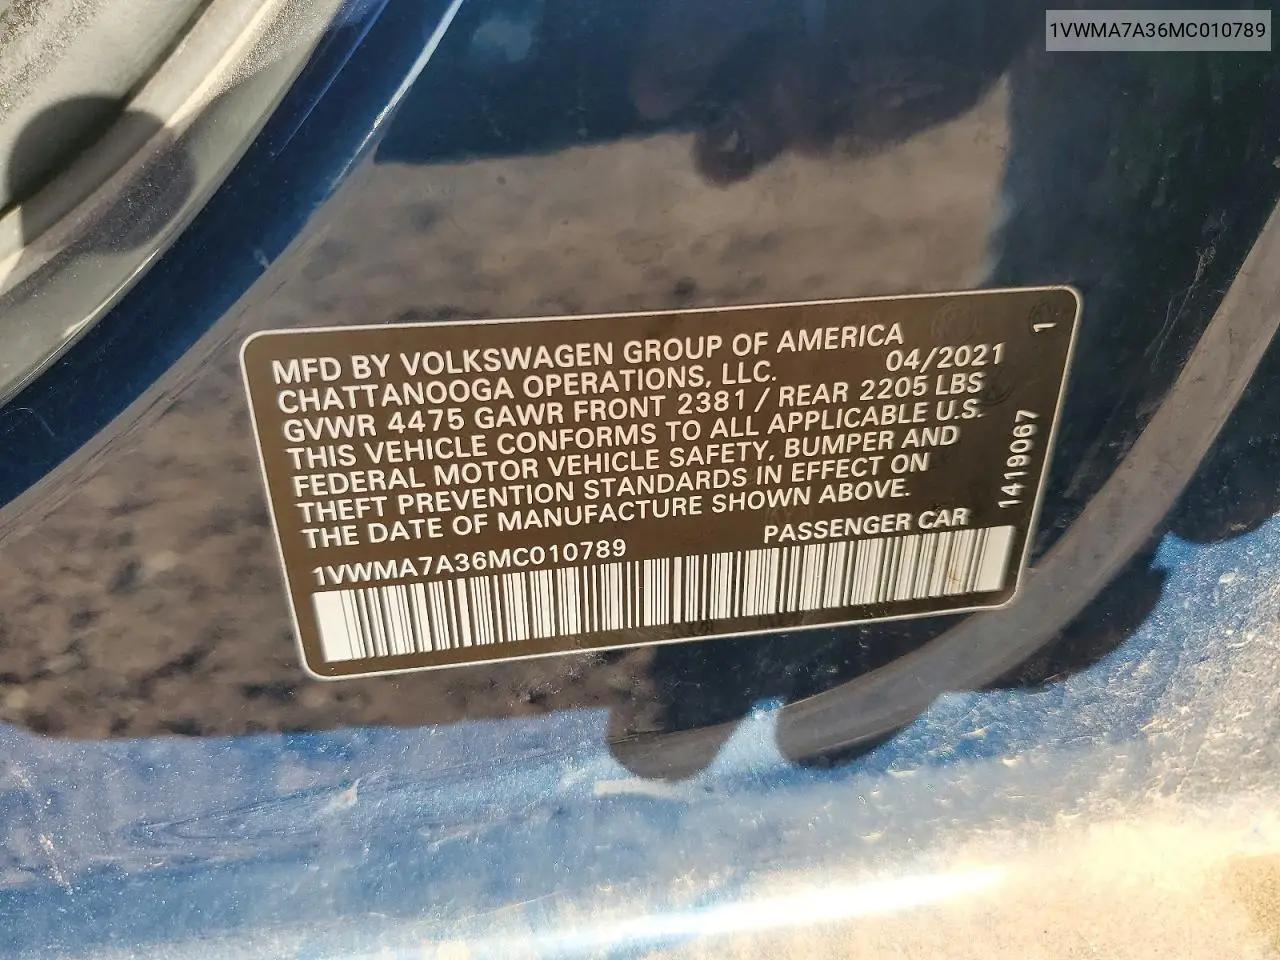 1VWMA7A36MC010789
MFD BY VOLKSWAGEN GROUP OF AMERICA
CHATTANOOGA OPERATIONS, LLC. 04/2021
GVWR 4475 GAWR FRONT 2381 / REAR 2205 LBS
THIS VEHICLE CONFORMS TO ALL APPLICABLE U.S.
FEDERAL MOTOR VEHICLE SAFETY, BUMPER AND
THEFT PREVENTION STANDARDS IN EFFECT ON
THE DATE OF MANUFACTURE SHOWN ABOVE.
1VWMA7A36MC010789 PASSENGER CAR
1419067 1